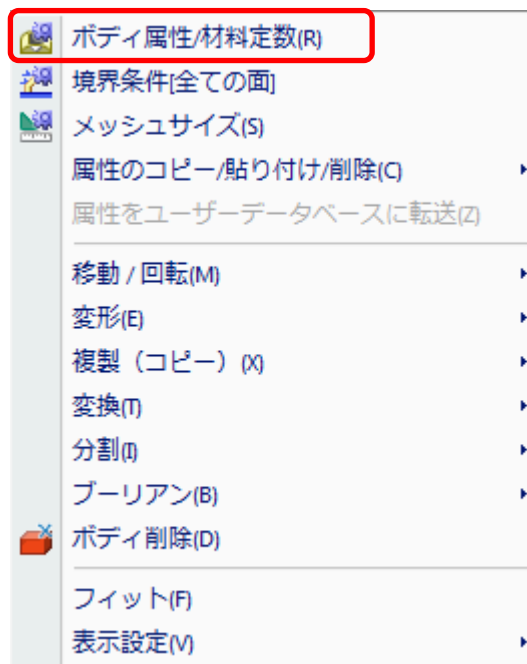 ボディ属性/材料定数(R)
境界条件[全ての面]
メッシュサイズ(S)
属性のコピー/貼り付け/削除(C)
属性をユーザーデータベースに転送(Z)
移動 / 回転(M)
変形(E)
複製（コピー）(X)
変換(T)
分割(I)
ブーリアン(B)
ボディ削除(D)
フィット(F)
表示設定(V)